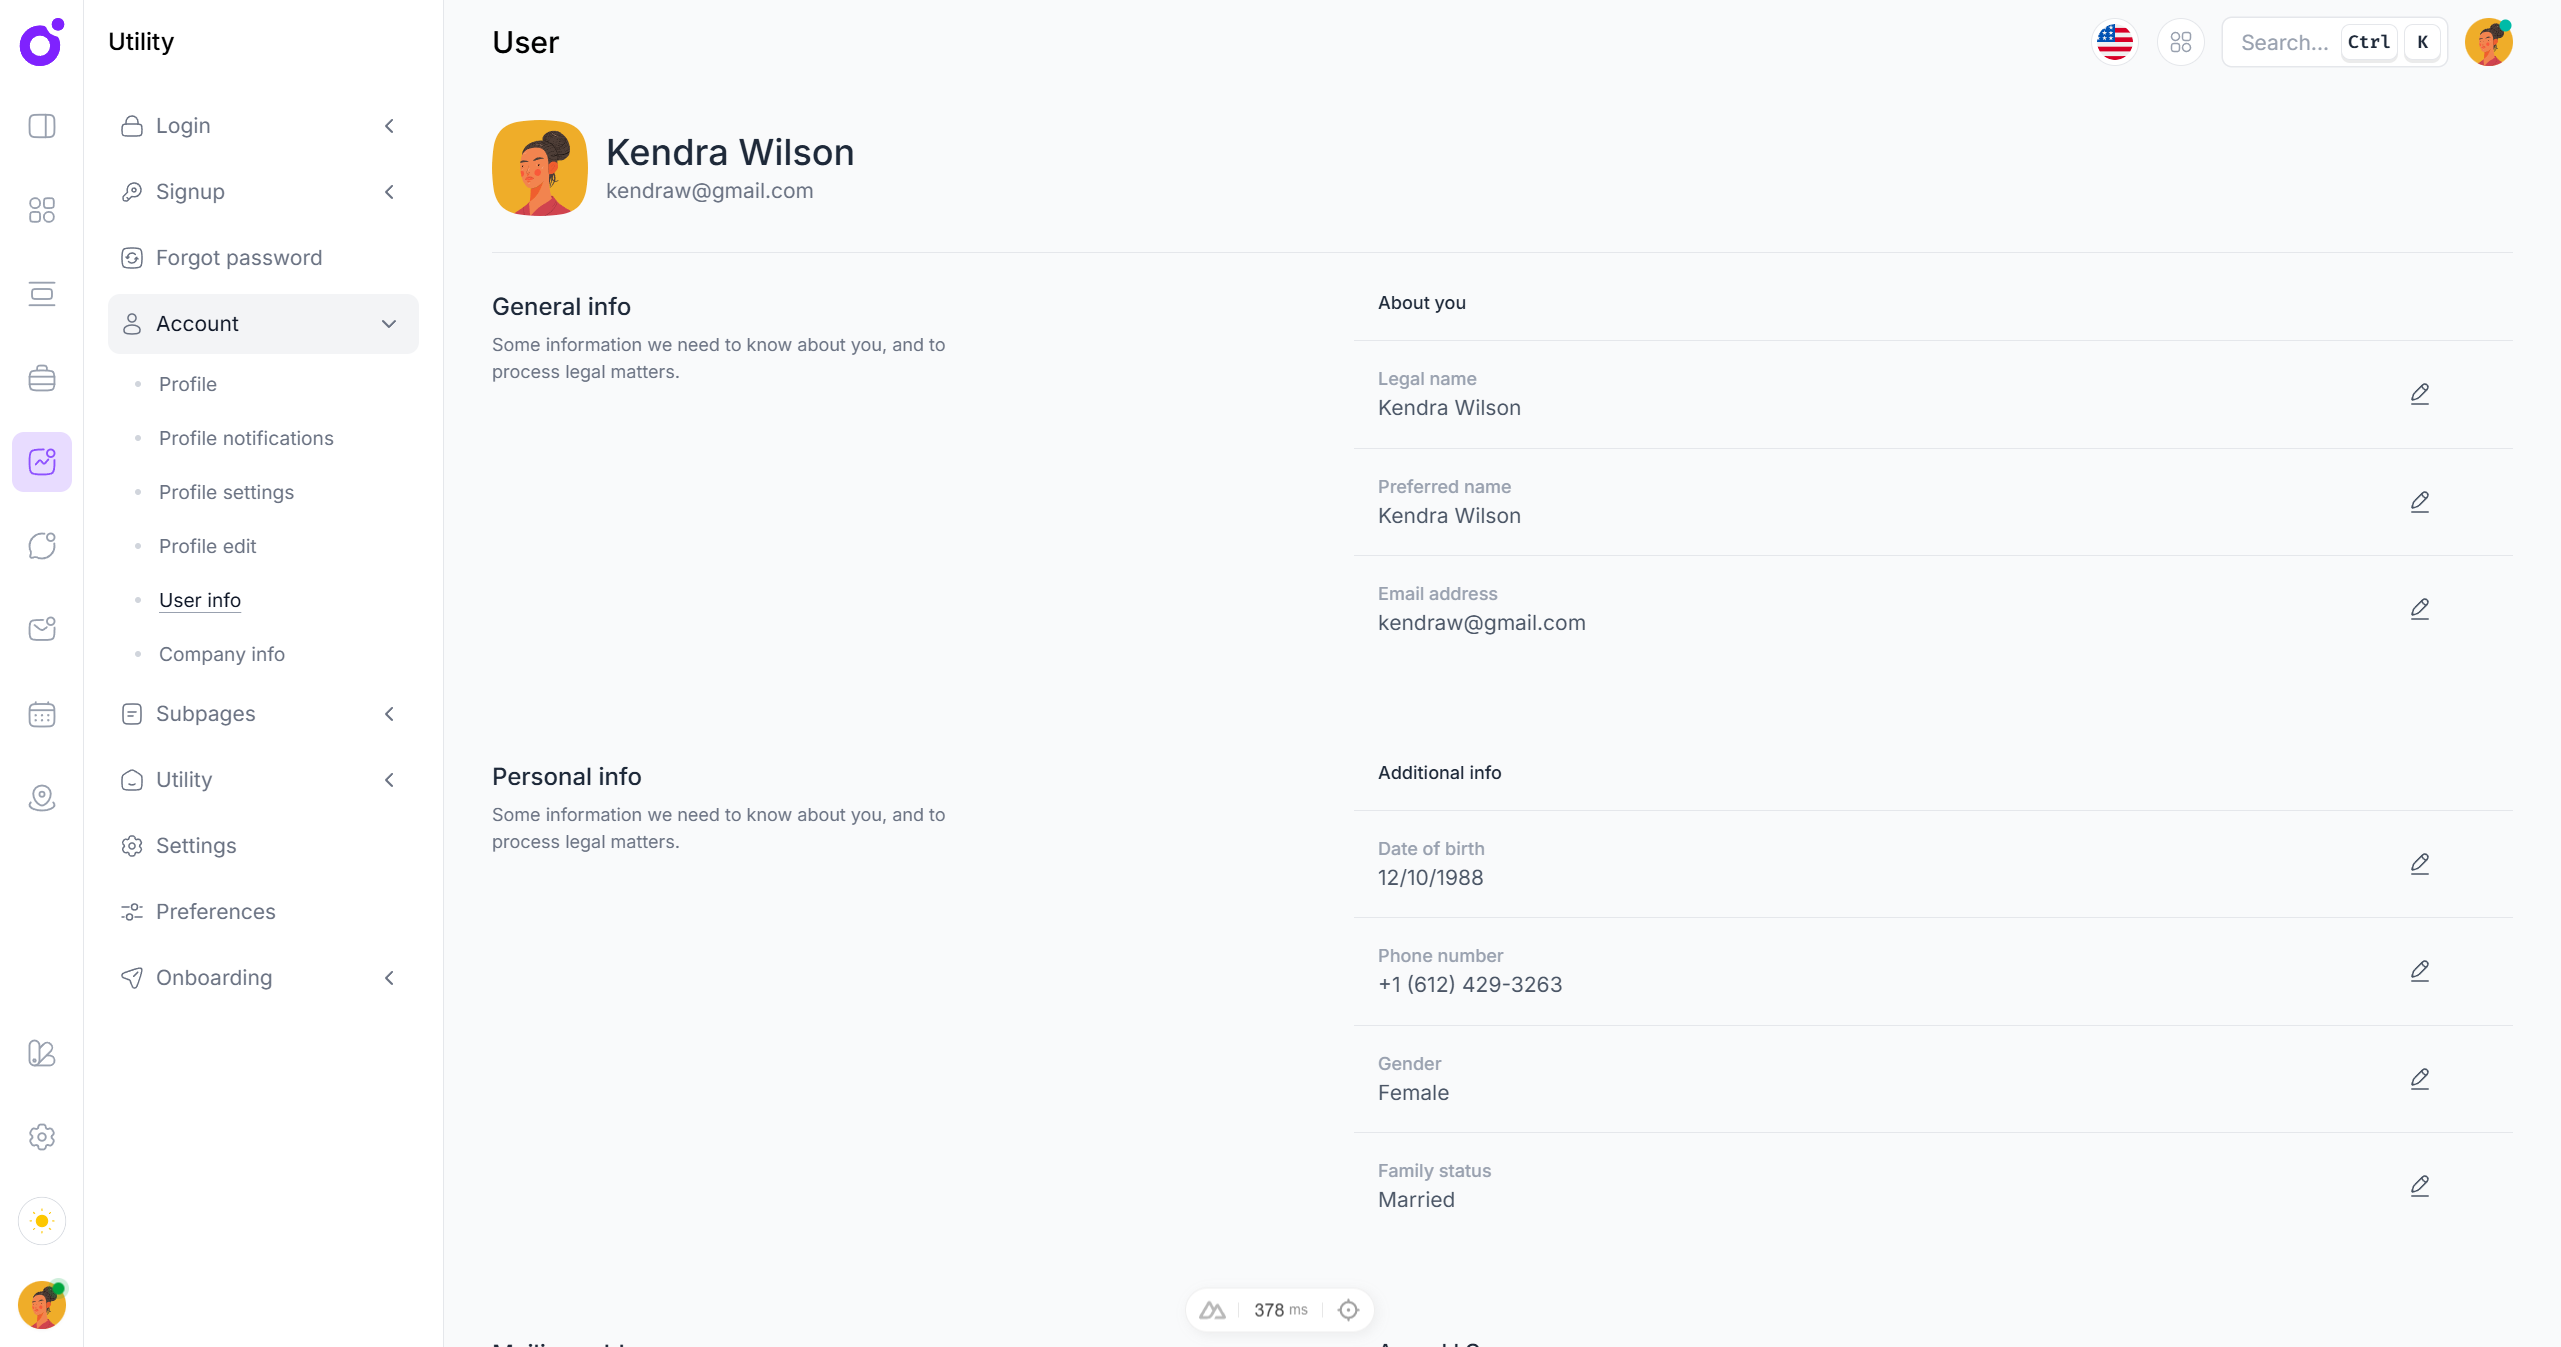 Utility
Login
Signup
Forgot password
Account
Profile
Profile notifications
Profile settings
Profile edit
User info
Company info
Subpages
Utility
Settings
Preferences
Onboarding
User
Search...
Ctrl
K
Kendra Wilson
kendraw@gmail.com
General info
Some information we need to know about you, and to
process legal matters.
About you
Legal name
Kendra Wilson
Preferred name
Kendra Wilson
Email address
kendraw@gmail.com
Personal info
Some information we need to know about you, and to
process legal matters.
Additional info
Date of birth
12/10/1988
Phone number
+1 (612) 429-3263
Gender
Female
Family status
Married
378 ms